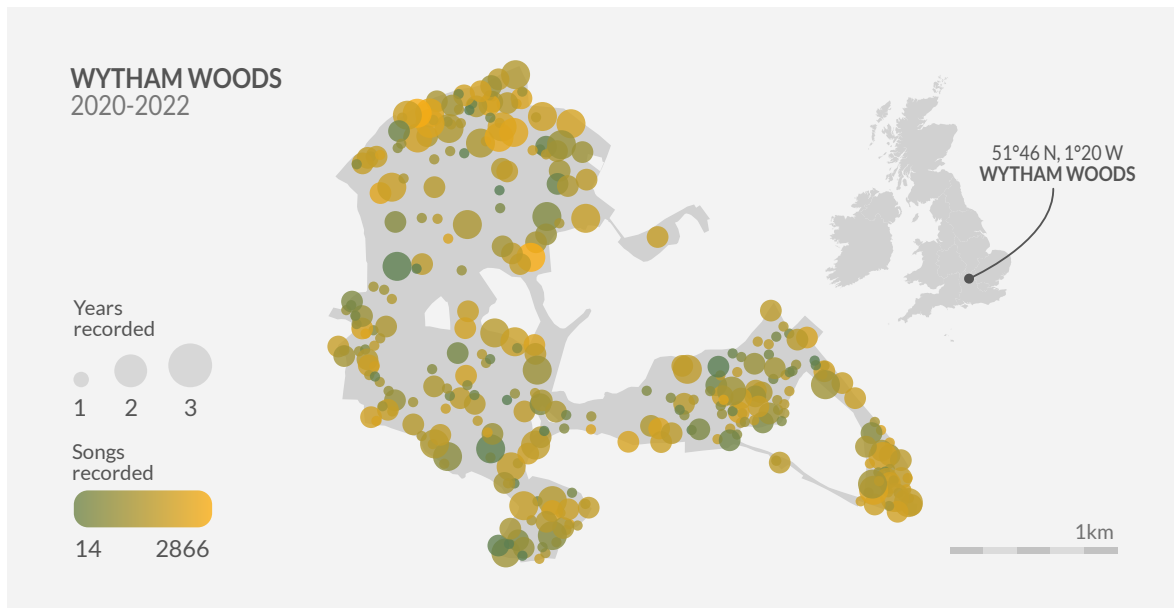 WYTHAM WOODS
2020-2022
51°46 N, 1°20 W
WYTHAM WOODS
Years
recorded
1 2 3
Songs
recorded
14 2866
1km